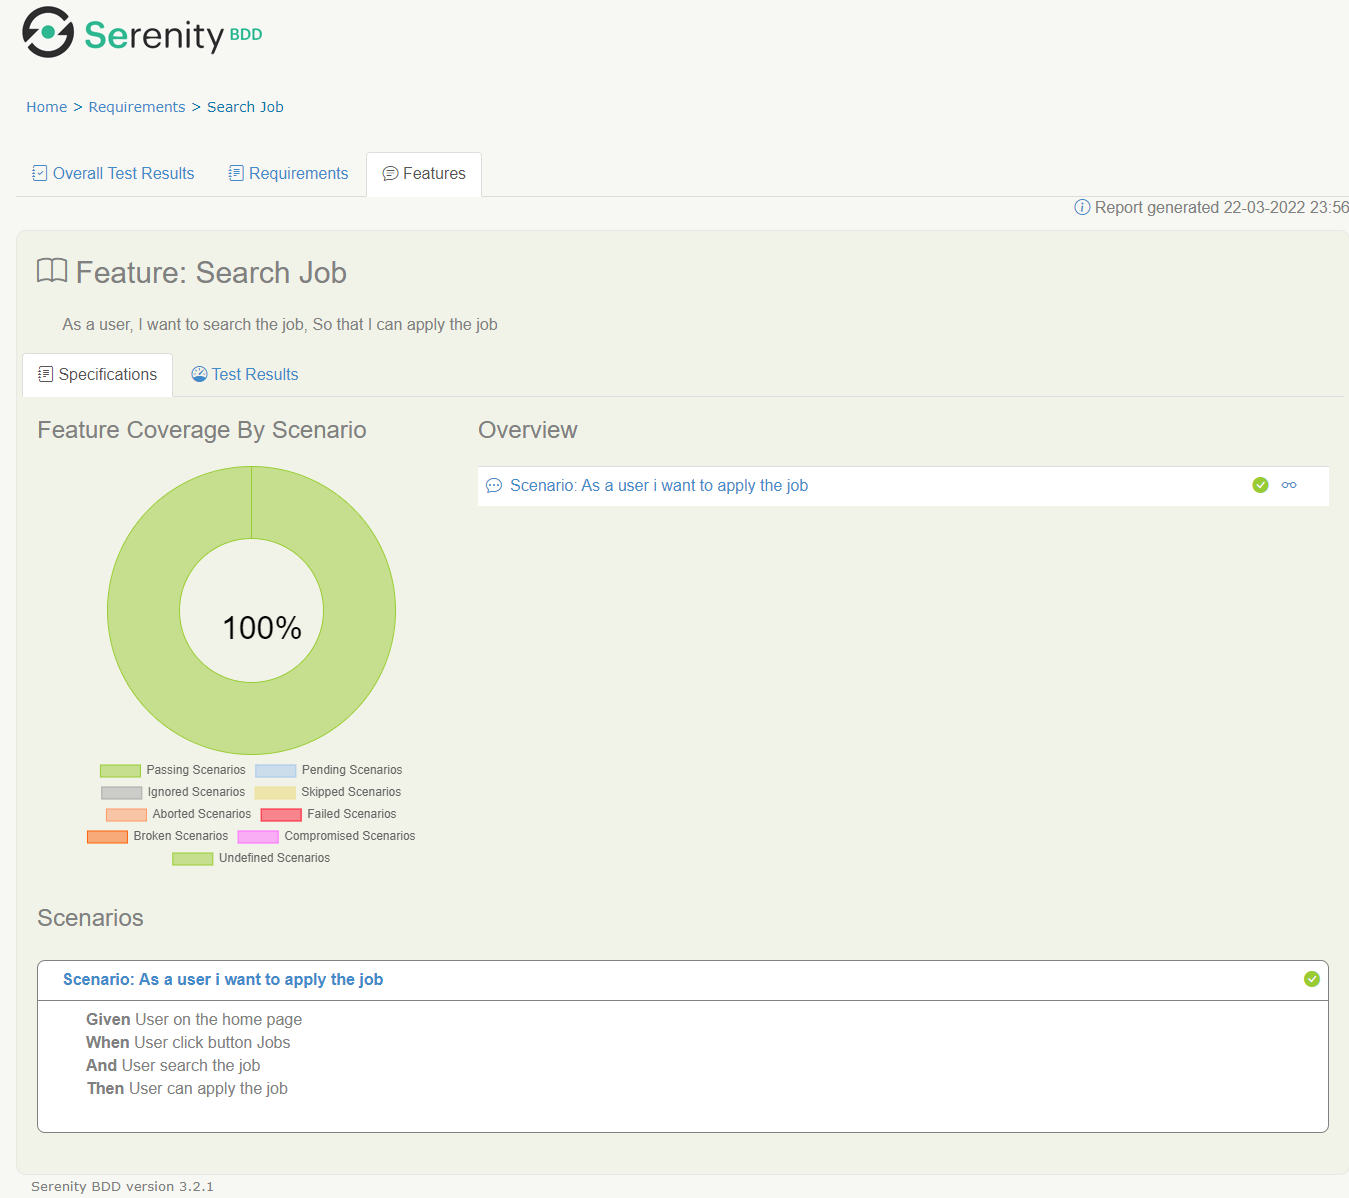 Serenity BDD
Home > Requirements > Search Job
Overall Test Results Requirements Features
Report generated 22-03-2022 23:56
Feature: Search Job
As a user, I want to search the job, So that I can apply the job
Specifications Test Results
Feature Coverage By Scenario
Overview
Scenario: As a user i want to apply the job
100%
Passing Scenarios Pending Scenarios
Ignored Scenarios Skipped Scenarios
Aborted Scenarios Failed Scenarios
Broken Scenarios Compromised Scenarios
Undefined Scenarios
Scenarios
Scenario: As a user i want to apply the job
Given User on the home page
When User click button Jobs
And User search the job
Then User can apply the job
Serenity BDD version 3.2.1